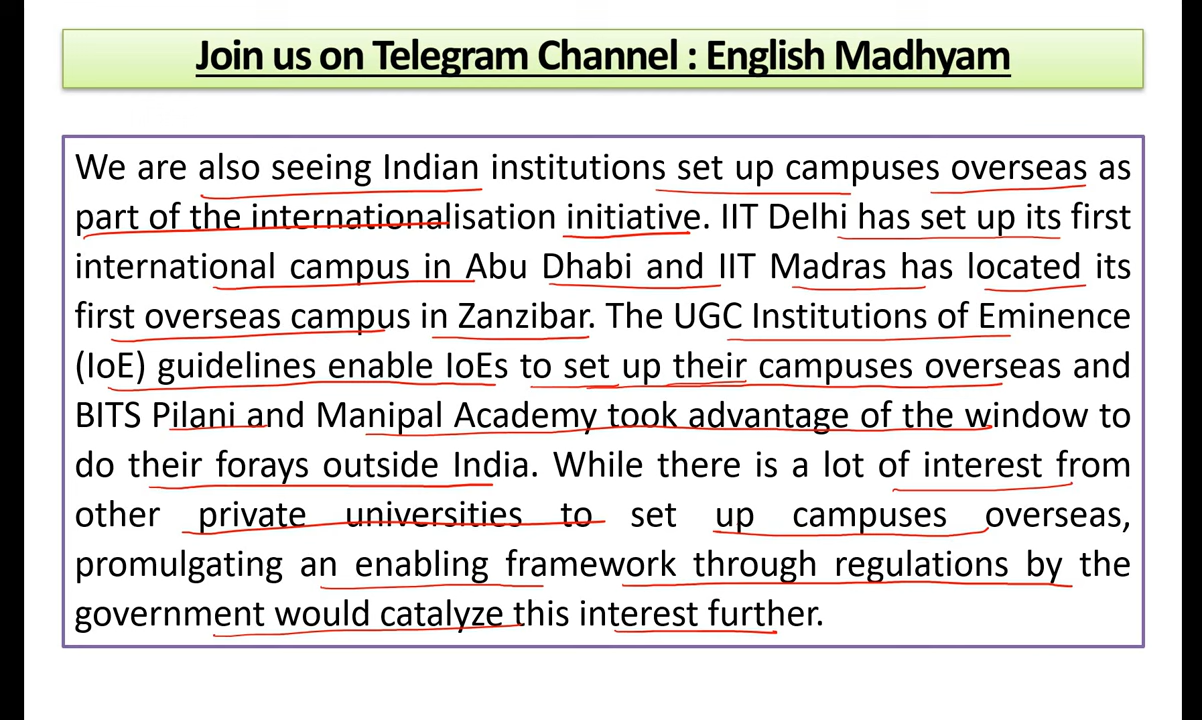 Join us on Telegram Channel : English Madhyam
We are also seeing Indian institutions set up campuses overseas as
part of the internationalisation initiative. IIT Delhi has set up its first
international campus in Abu Dhabi and IIT Madras has located its
first overseas campus in Zanzibar. The UGC Institutions of Eminence
(IoE) guidelines enable IoEs to set up their campuses overseas and
BITS Pilani and Manipal Academy took advantage of the window to
do their forays outside India. While there is a lot of interest from
other private universities to set up campuses overseas,
promulgating an enabling framework through regulations by the
government would catalyze this interest further.